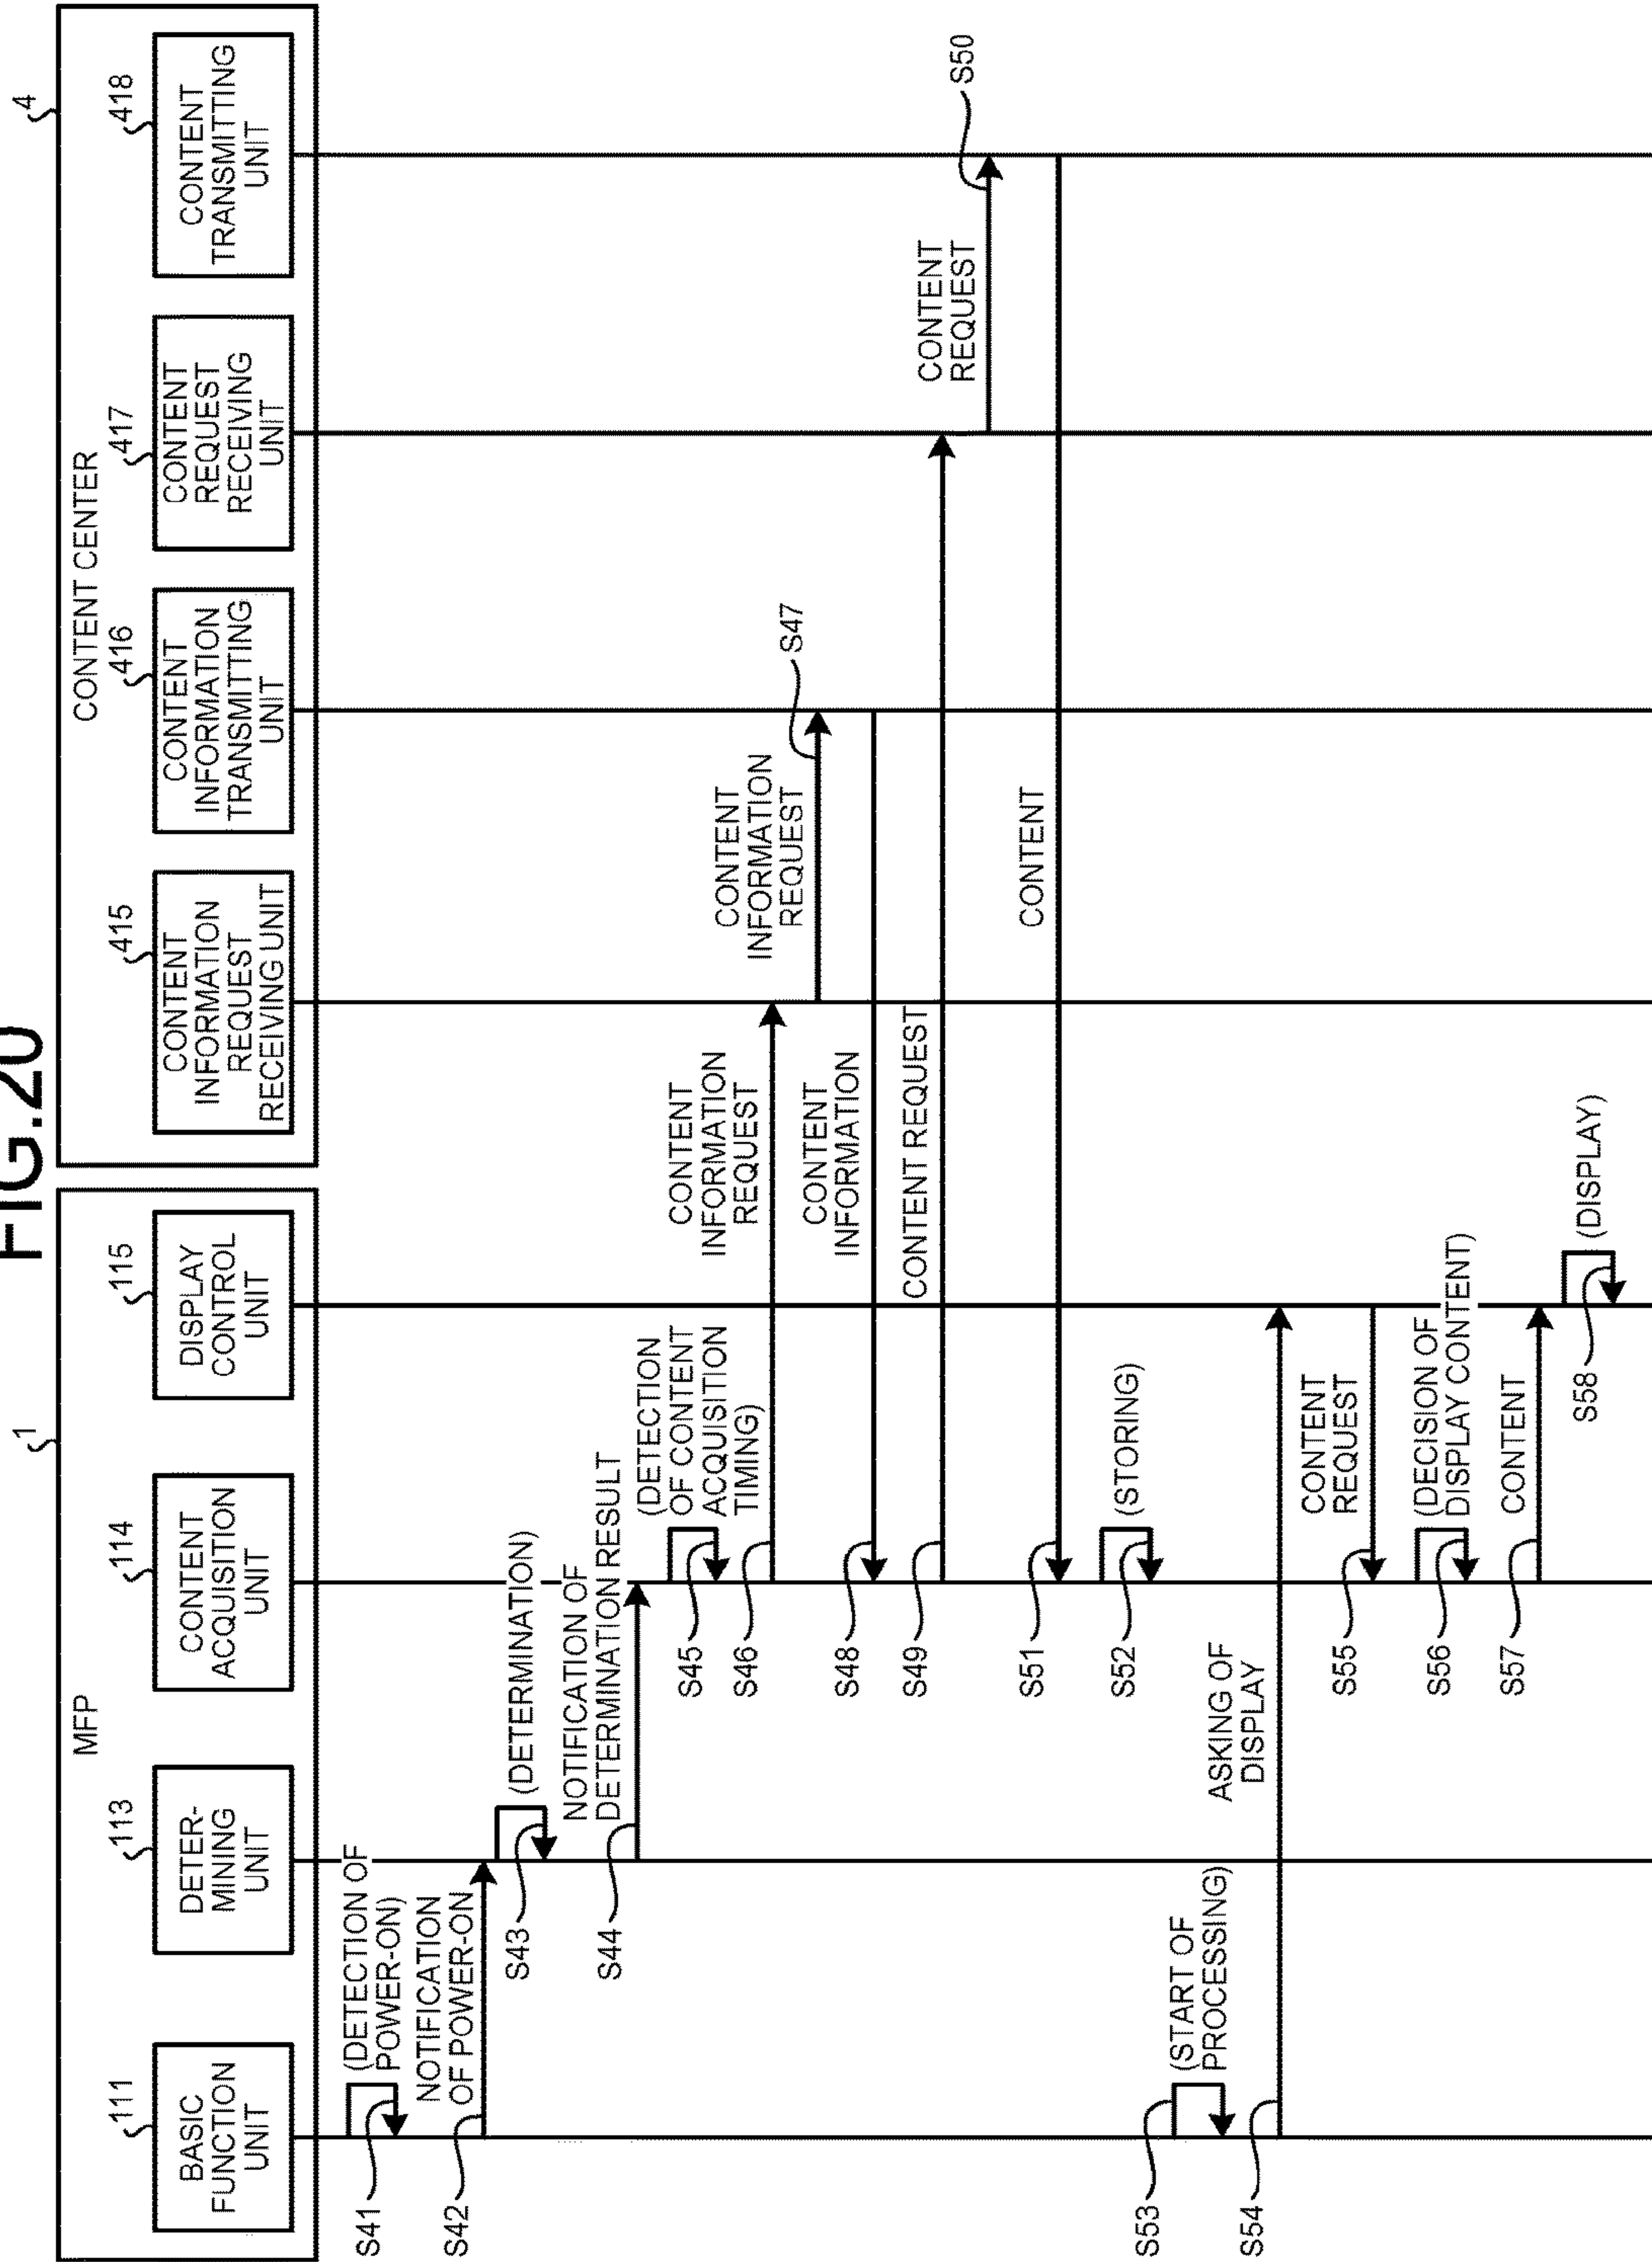 FIG.20
1
4
MFP
CONTENT CENTER
111
113
114
115
415
416
417
418
BASIC
FUNCTION
UNIT
DETER-
MINING
UNIT
CONTENT
ACQUISITION
UNIT
DISPLAY
CONTROL
UNIT
CONTENT
INFORMATION
REQUEST
RECEIVING UNIT
CONTENT
INFORMATION
TRANSMITTING
UNIT
CONTENT
REQUEST
RECEIVING
UNIT
CONTENT
TRANSMITTING
UNIT
S41
(DETECTION OF
POWER-ON)
S42
NOTIFICATION
OF POWER-ON
S43
(DETERMINATION)
S44
NOTIFICATION OF
DETERMINATION RESULT
S45
(DETECTION
OF CONTENT
ACQUISITION
TIMING)
S46
CONTENT
INFORMATION
REQUEST
CONTENT
INFORMATION
REQUEST
S47
S48
CONTENT
INFORMATION
S49
CONTENT REQUEST
CONTENT
REQUEST
S50
S51
CONTENT
S52
(STORING)
S53
(START OF
PROCESSING)
S54
ASKING OF
DISPLAY
S55
CONTENT
REQUEST
S56
(DECISION OF
DISPLAY CONTENT)
S57
CONTENT
S58
(DISPLAY)